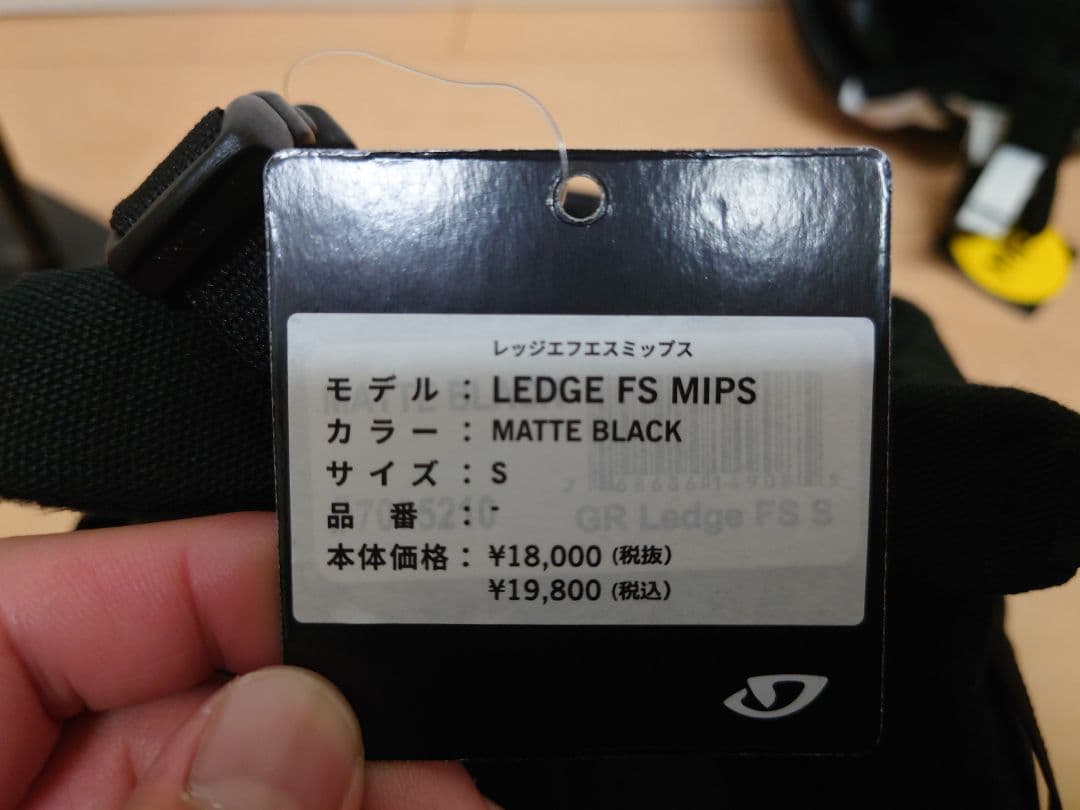 レッジエフエスミップス
モデル： LEDGE FS MIPS
カラー： MATTE BLACK
サイズ： S
品番： -
本体価格： ¥18,000 (税抜)
¥19,800 (税込)
GR Ledge FS S